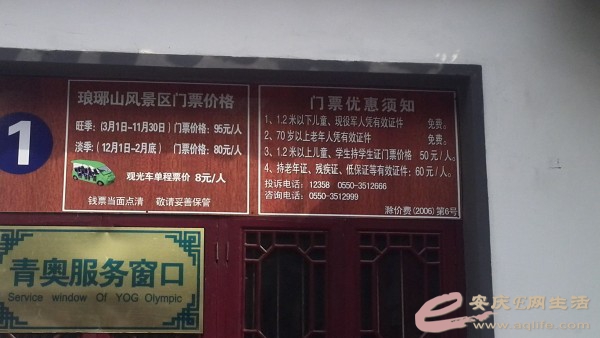 1
琅琊山风景区门票价格
旺季：(3月1日-11月30日) 门票价格：95元/人
淡季：(12月1日-2月底) 门票价格：80元/人
观光车单程票价 8元/人
钱票当面点清 敬请妥善保管
门票优惠须知
1、1.2米以下儿童、现役军人凭有效证件 免费。
2、70岁以上老年人凭有效证件 免费。
3、1.2米以上儿童、学生持学生证门票价格 50元/人。
4、持老年证、残疾证、低保证等有效证件：60元/人。
投诉电话：12358 0550-3512666
咨询电话：0550-3512999
滁价费(2006)第6号
青奥服务窗口
Service window Of YOG Olympic
安庆E网生活
www.aqlife.com